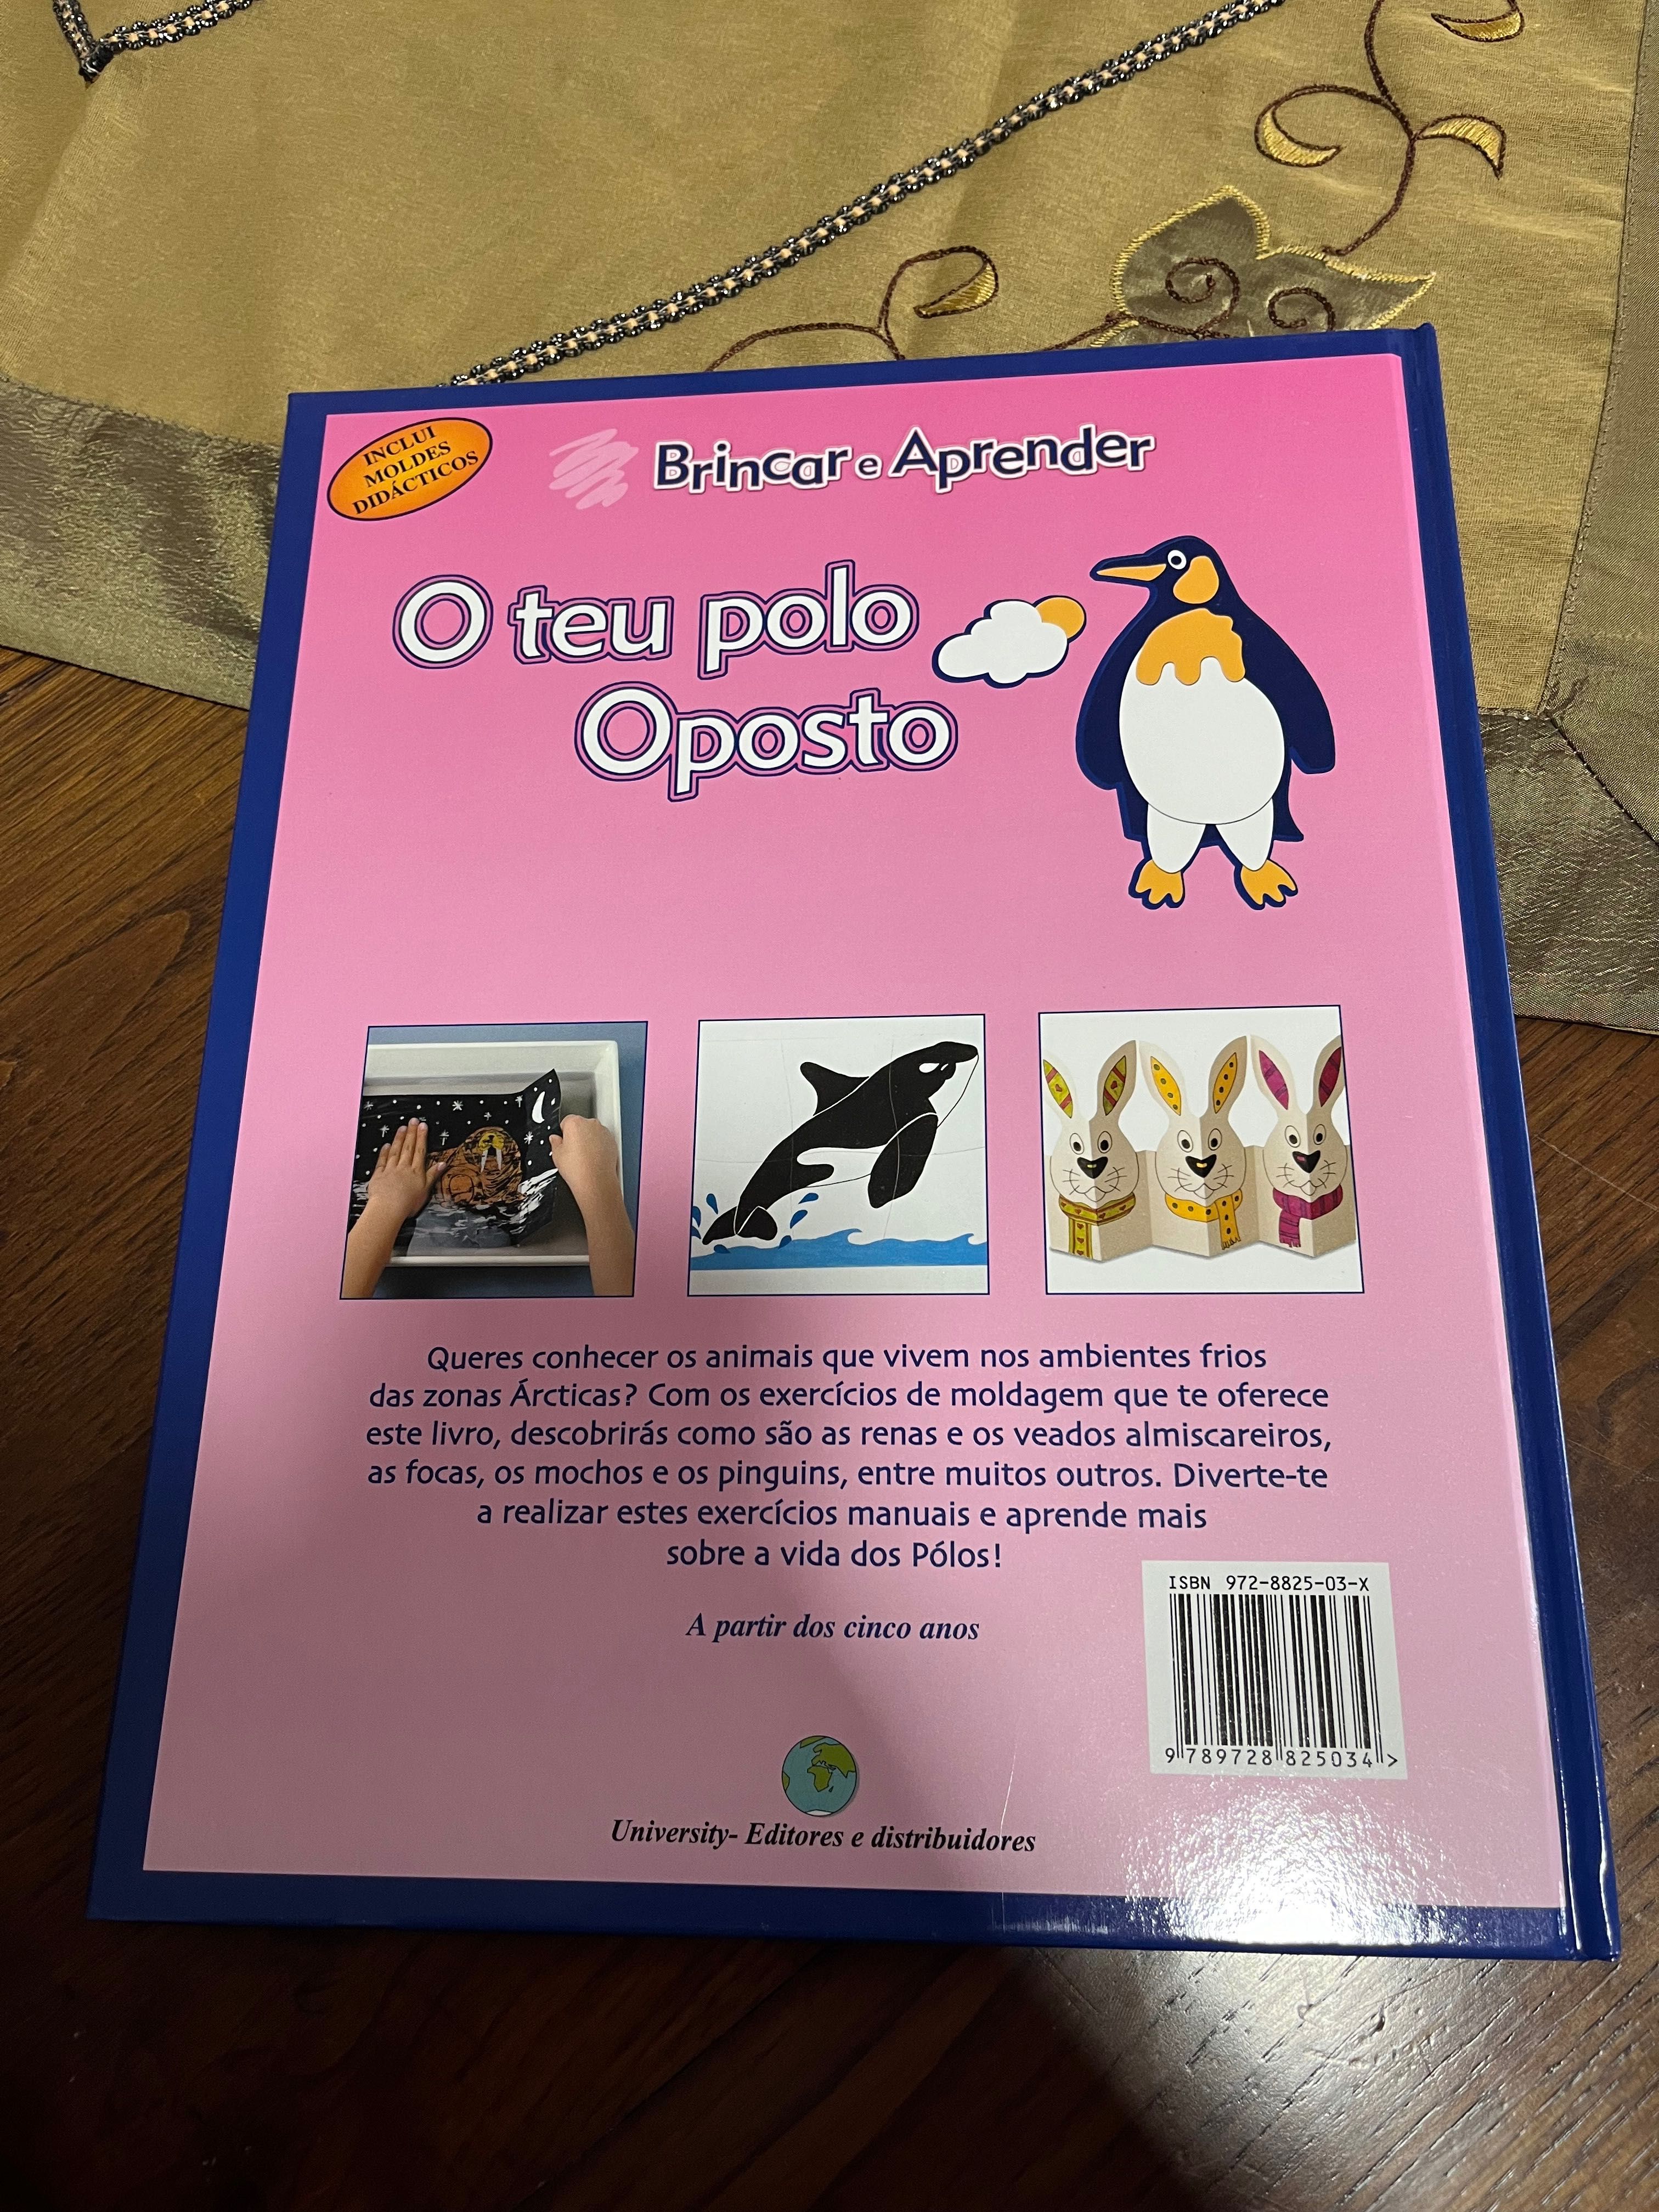 INCLUI
MOLDES
DIDÁCTICOS
Brincar e Aprender
O teu polo
Oposto
Queres conhecer os animais que vivem nos ambientes frios
das zonas Árcticas? Com os exercícios de moldagem que te oferece
este livro, descobrirás como são as renas e os veados almiscareiros,
as focas, os mochos e os pinguins, entre muitos outros. Diverte-te
a realizar estes exercícios manuais e aprende mais
sobre a vida dos Pólos!
A partir dos cinco anos
ISBN 972-8825-03-X
9 789728 825034 >
University- Editores e distribuidores